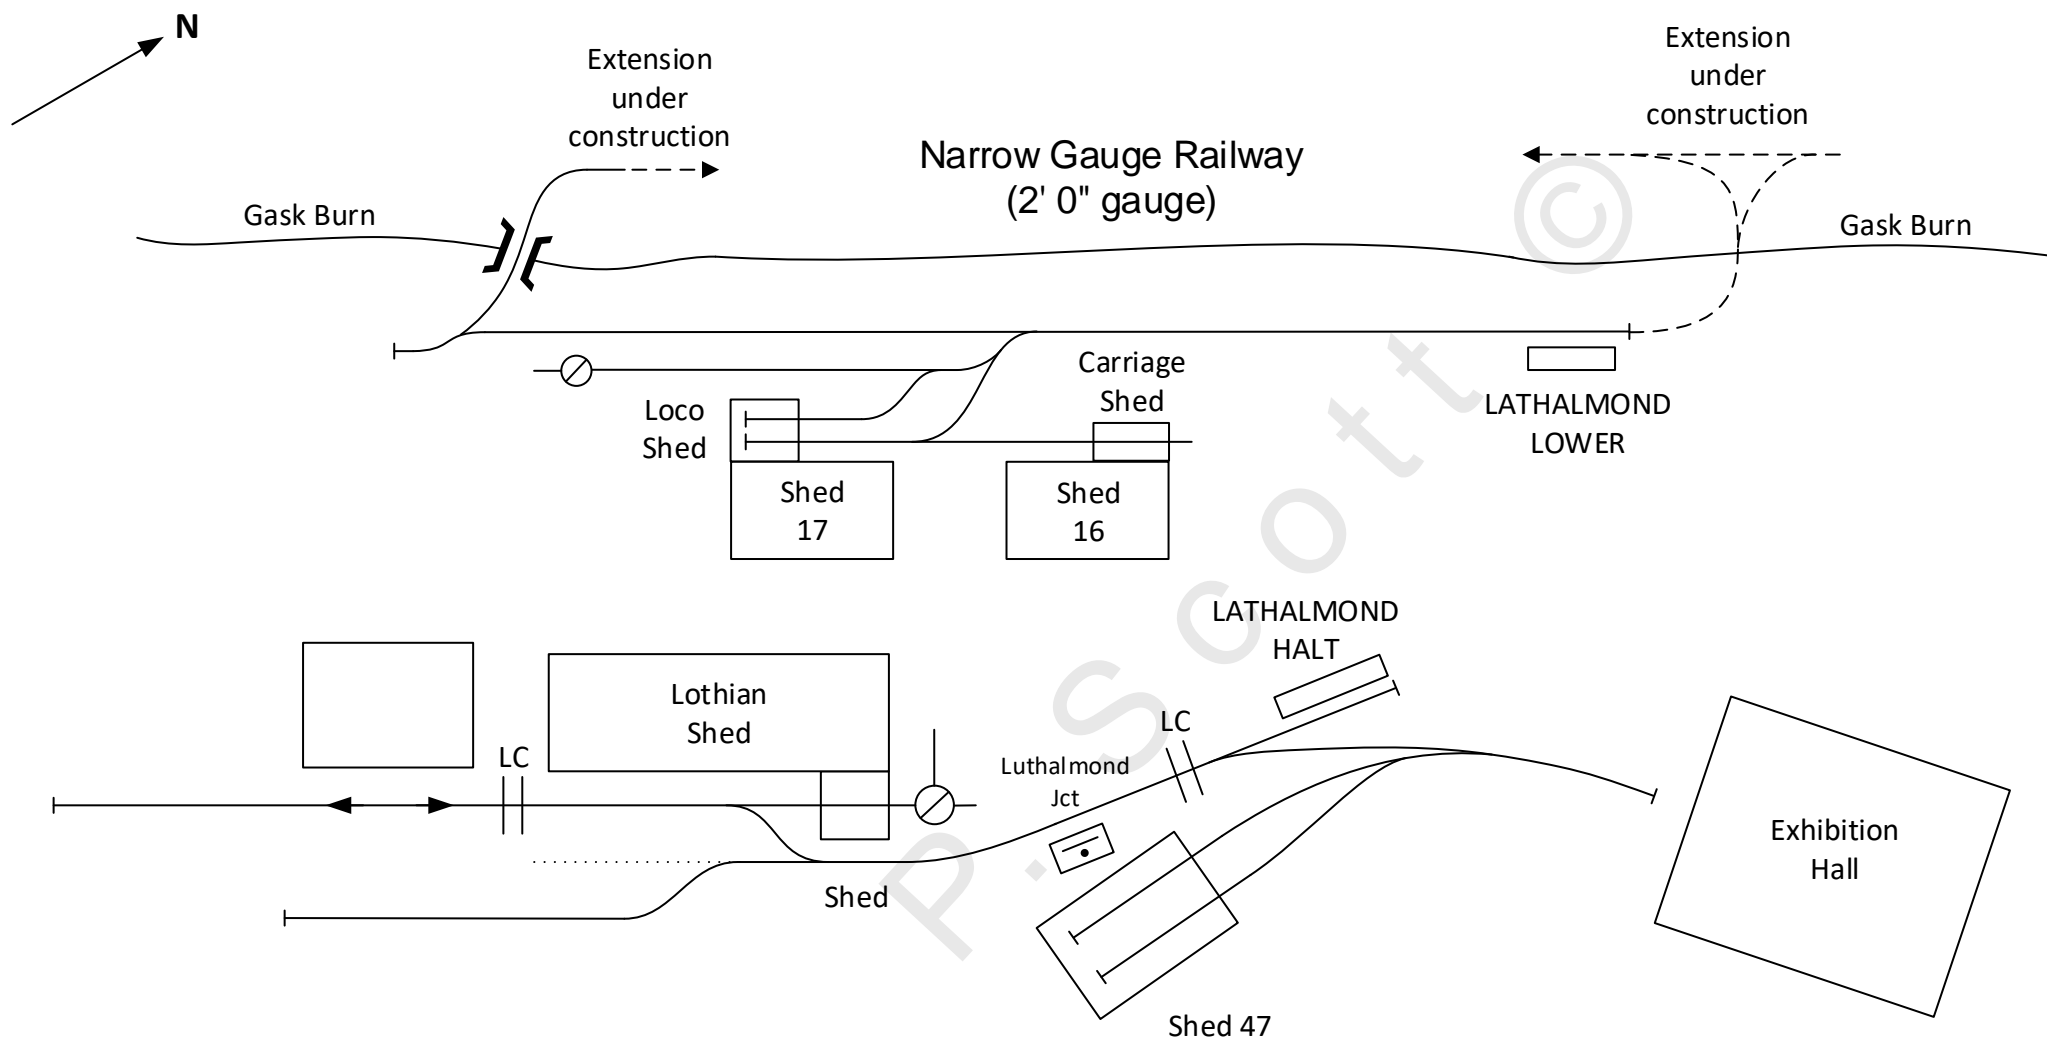 N
Extension
under
construction
Extension
under
construction
Narrow Gauge Railway
(2' 0" gauge)
Gask Burn
Gask Burn
Carriage
Shed
Loco
Shed
LATHALMOND
LOWER
Shed
17
Shed
16
LATHALMOND
HALT
Lothian
Shed
LC
LC
Luthalmond
Jct
Exhibition
Hall
Shed
Shed 47
P. Scott ©